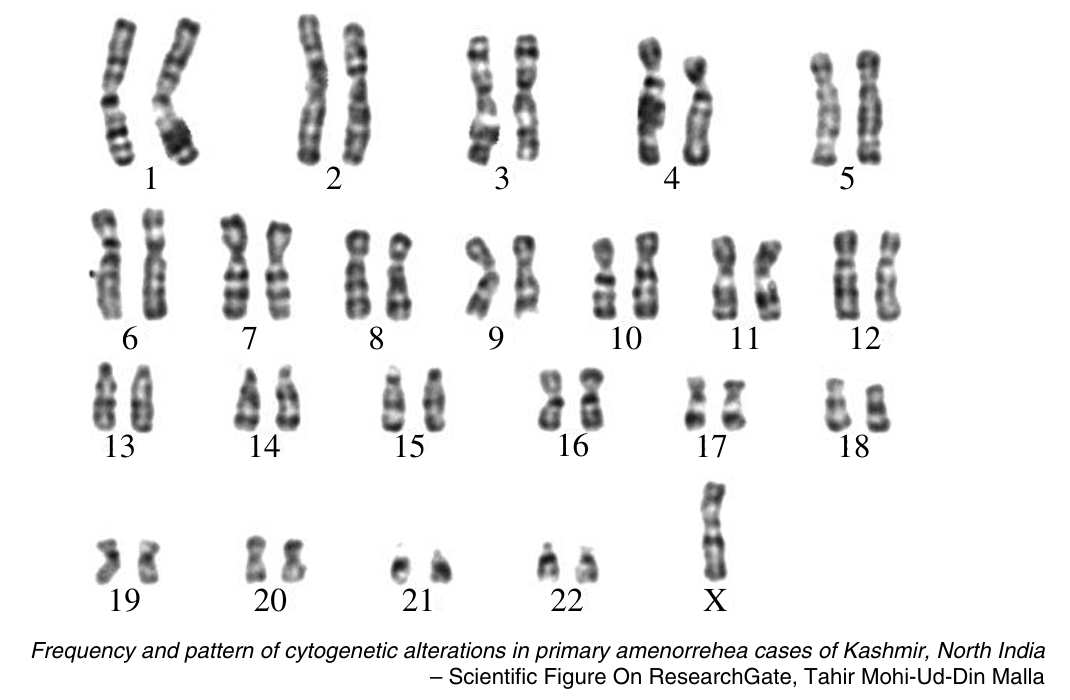 1 2 3 4 5
6 7 8 9 10 11 12
13 14 15 16 17 18
19 20 21 22 X
Frequency and pattern of cytogenetic alterations in primary amenorrehea cases of Kashmir, North India
– Scientific Figure On ResearchGate, Tahir Mohi-Ud-Din Malla